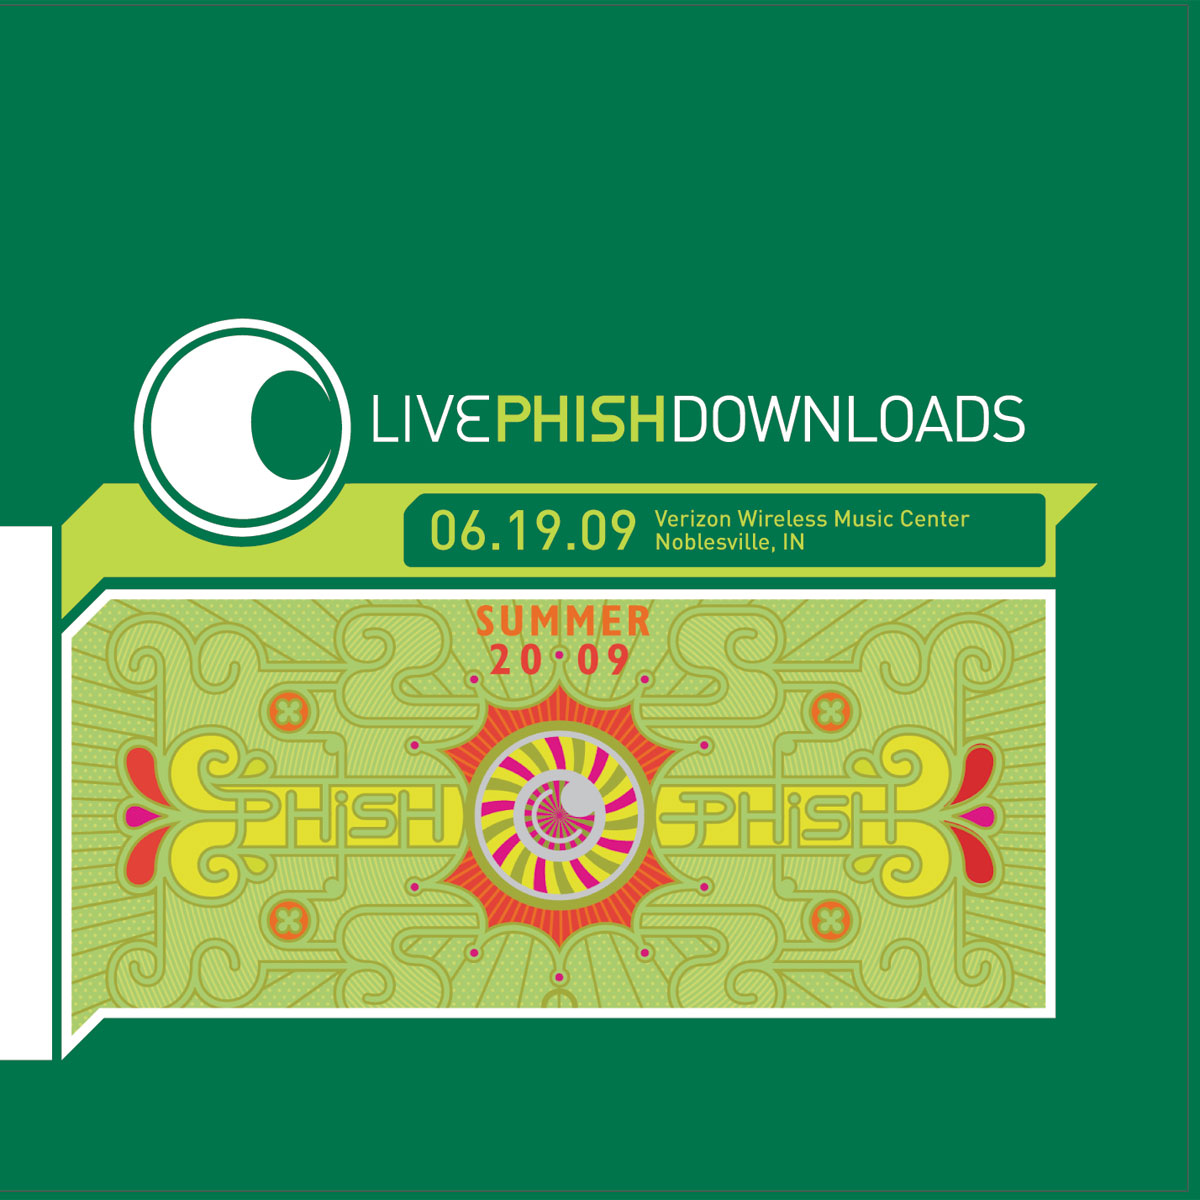 LIVEPHISHDOWNLOADS
06.19.09
Verizon Wireless Music Center
Noblesville, IN
SUMMER
20·09
PHiSH PHiSH